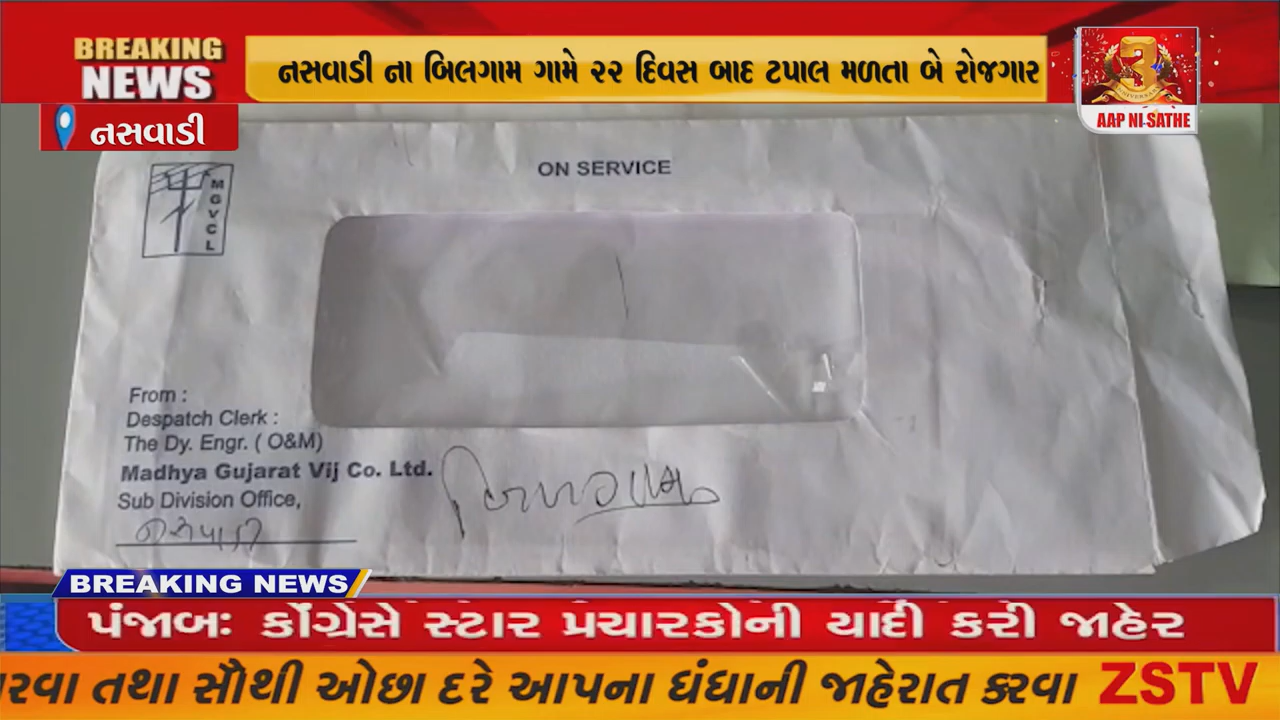 BREAKING
NEWS
નસવાડી ના બિલગામ ગામે ૨૨ દિવસ બાદ ટપાલ મળતા બે રોજગાર
3
ANNIVERSARY
AAP NI SATHE
નસવાડી
MGVCL
ON SERVICE
From :
Despatch Clerk :
The Dy. Engr. ( O&M)
Madhya Gujarat Vij Co. Ltd.
Sub Division Office,
BREAKING NEWS
પંજાબઃ કોંગ્રેસે સ્ટાર પ્રચારકોની યાદી કરી જાહેર
રવા તથા સૌથી ઓછા દરે આપના ધંધાની જાહેરાત કરવા ZSTV